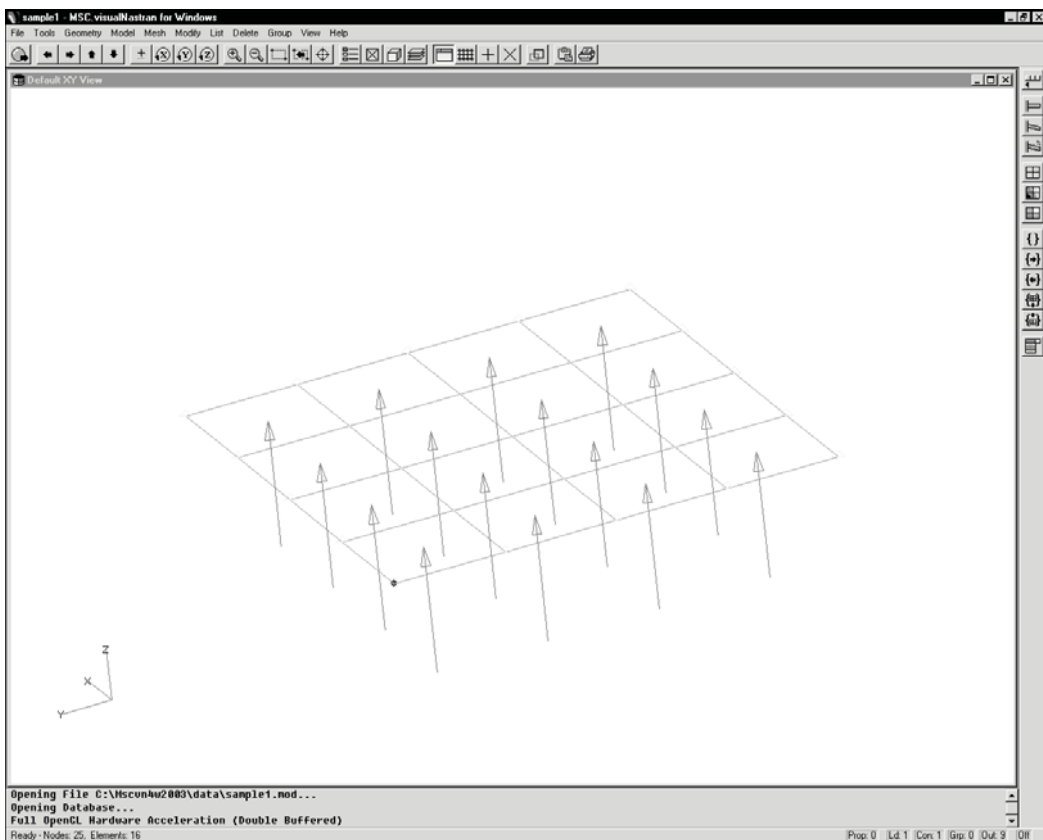 sample1 - MSC.visualNastran for Windows
File Tools Geometry Model Mesh Modify List Delete Group View Help
X Y Z
Default XY View
Z
X
Y
Opening File C:\Mscvn4w2003\data\sample1.mod...
Opening Database...
Full OpenGL Hardware Acceleration (Double Buffered)
Ready - Nodes: 25, Elements: 16 Prop: 0 Ld: 1 Con: 1 Grp: 0 Out: 9 Off